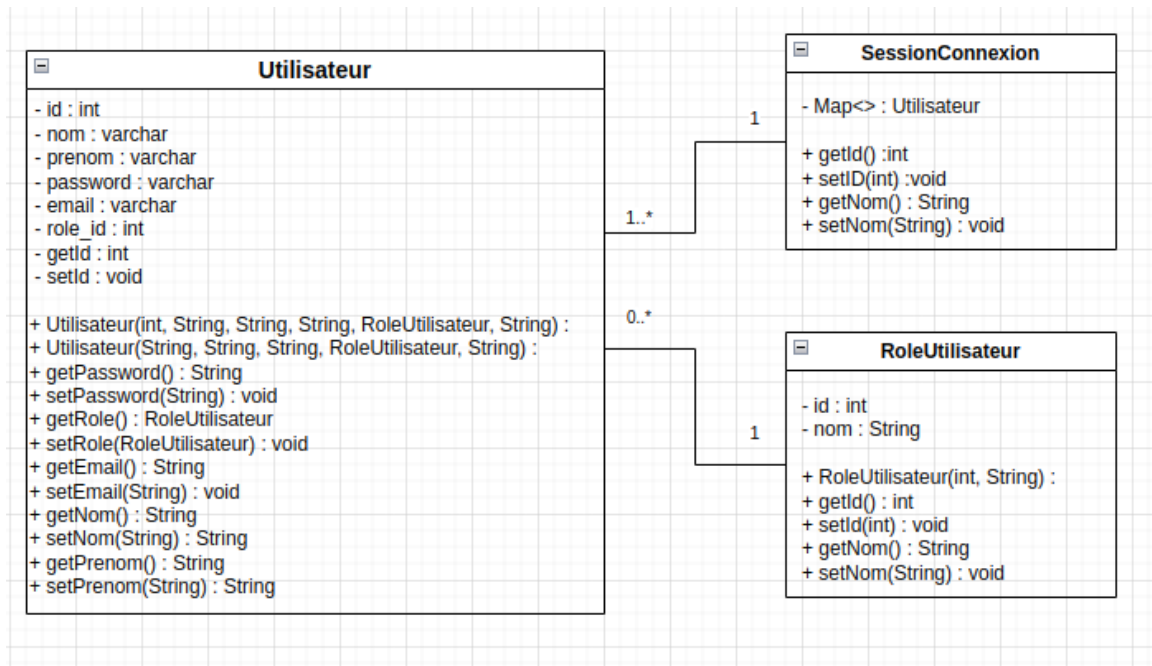 Utilisateur
- id : int
- nom : varchar
- prenom : varchar
- password : varchar
- email : varchar
- role_id : int
- getId : int
- setId : void
+ Utilisateur(int, String, String, String, RoleUtilisateur, String) :
+ Utilisateur(String, String, String, RoleUtilisateur, String) :
+ getPassword() : String
+ setPassword(String) : void
+ getRole() : RoleUtilisateur
+ setRole(RoleUtilisateur) : void
+ getEmail() : String
+ setEmail(String) : void
+ getNom() : String
+ setNom(String) : String
+ getPrenom() : String
+ setPrenom(String) : String
1
1..*
0..*
1
SessionConnexion
- Map<> : Utilisateur
+ getId() :int
+ setID(int) :void
+ getNom() : String
+ setNom(String) : void
RoleUtilisateur
- id : int
- nom : String
+ RoleUtilisateur(int, String) :
+ getId() : int
+ setId(int) : void
+ getNom() : String
+ setNom(String) : void